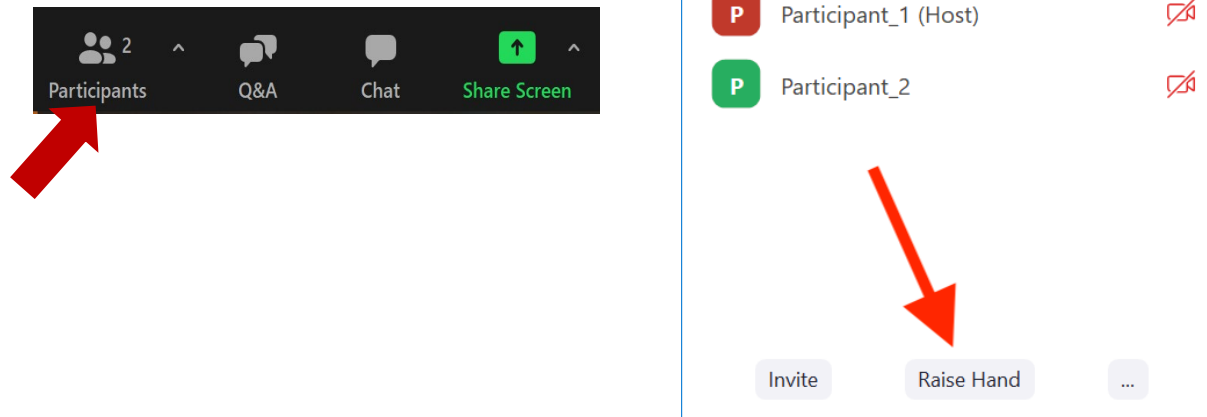 2
Participants
Q&A
Chat
Share Screen
P Participant_1 (Host)
P Participant_2
Invite
Raise Hand
...